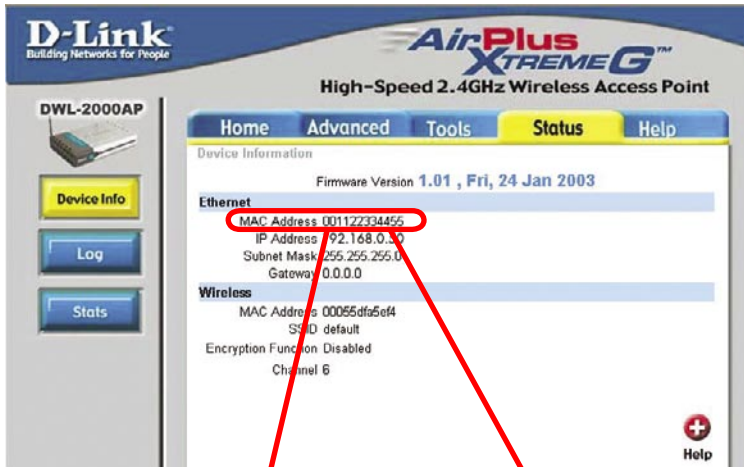 D-Link
Building Networks for People
AirPlus
XTREME G™
High-Speed 2.4GHz Wireless Access Point
DWL-2000AP
Home Advanced Tools Status Help
Device Information
Device Info
Log
Stats
Firmware Version 1.01 , Fri, 24 Jan 2003
Ethernet
MAC Address 001122334455
IP Address 192.168.0.50
Subnet Mask 255.255.255.0
Gateway 0.0.0.0
Wireless
MAC Address 00055dfa5ef4
SSID default
Encryption Function Disabled
Channel 6
Help